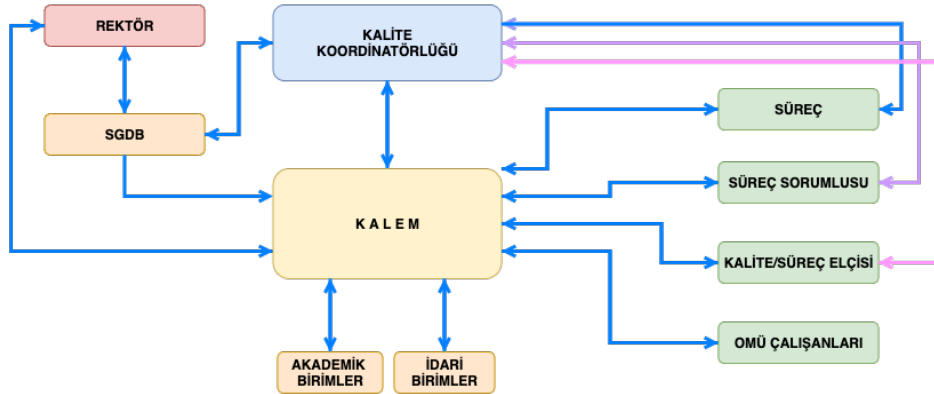 REKTÖR
KALİTE
KOORDİNATÖRLÜĞÜ
SÜREÇ
SGDB
SÜREÇ SORUMLUSU
K A L E M
KALİTE/SÜREÇ ELÇİSİ
OMÜ ÇALIŞANLARI
AKADEMİK
BİRİMLER
İDARİ
BİRİMLER